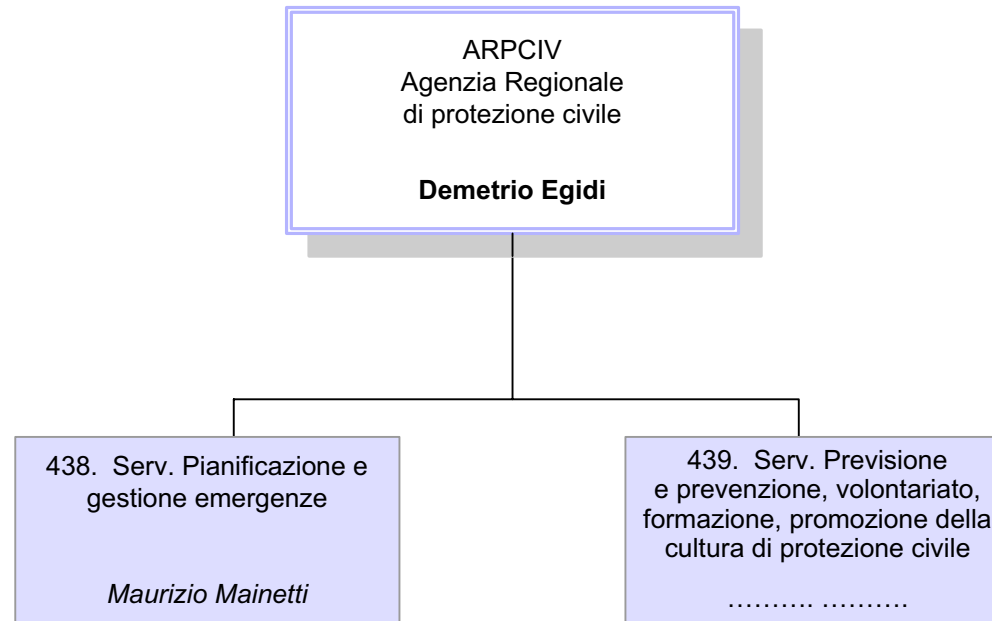 ARPCIV
Agenzia Regionale
di protezione civile
Demetrio Egidi
438. Serv. Pianificazione e
gestione emergenze
Maurizio Mainetti
439. Serv. Previsione
e prevenzione, volontariato,
formazione, promozione della
cultura di protezione civile
………. ……….